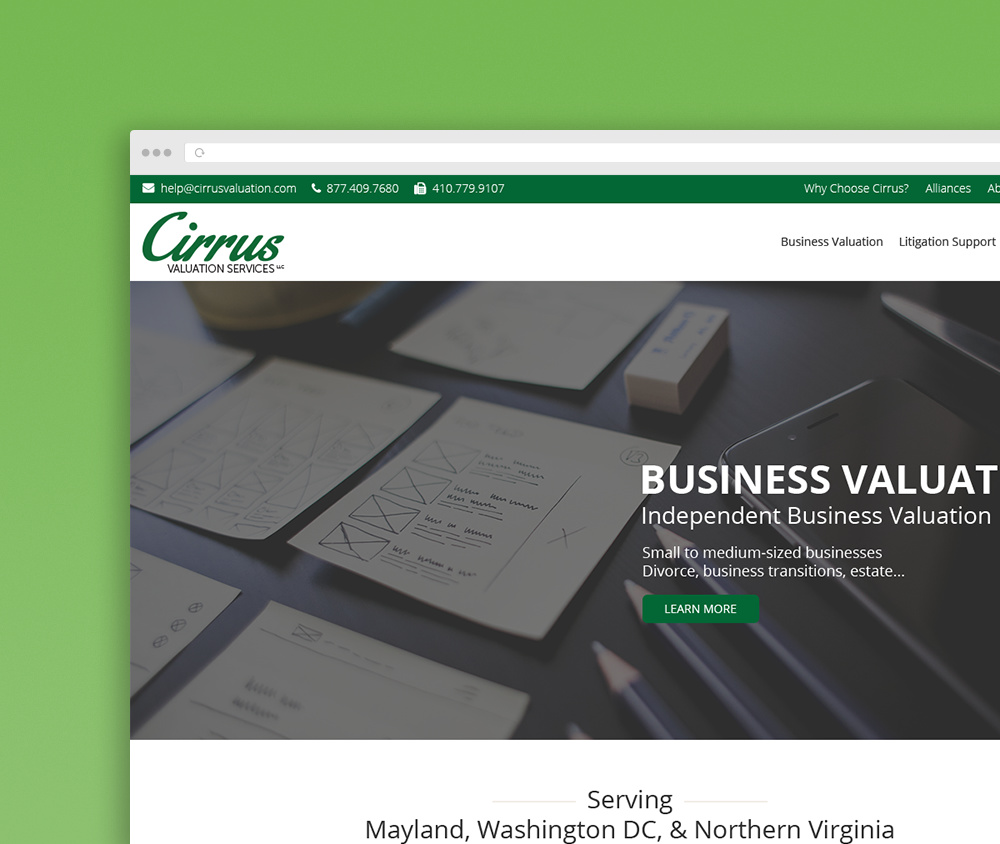 help@cirrusvaluation.com 877.409.7680 410.779.9107 Why Choose Cirrus? Alliances Ab
Cirrus
VALUATION SERVICES LLC
Business Valuation Litigation Support
BUSINESS VALUAT
Independent Business Valuation
Small to medium-sized businesses
Divorce, business transitions, estate...
LEARN MORE
Serving
Mayland, Washington DC, & Northern Virginia